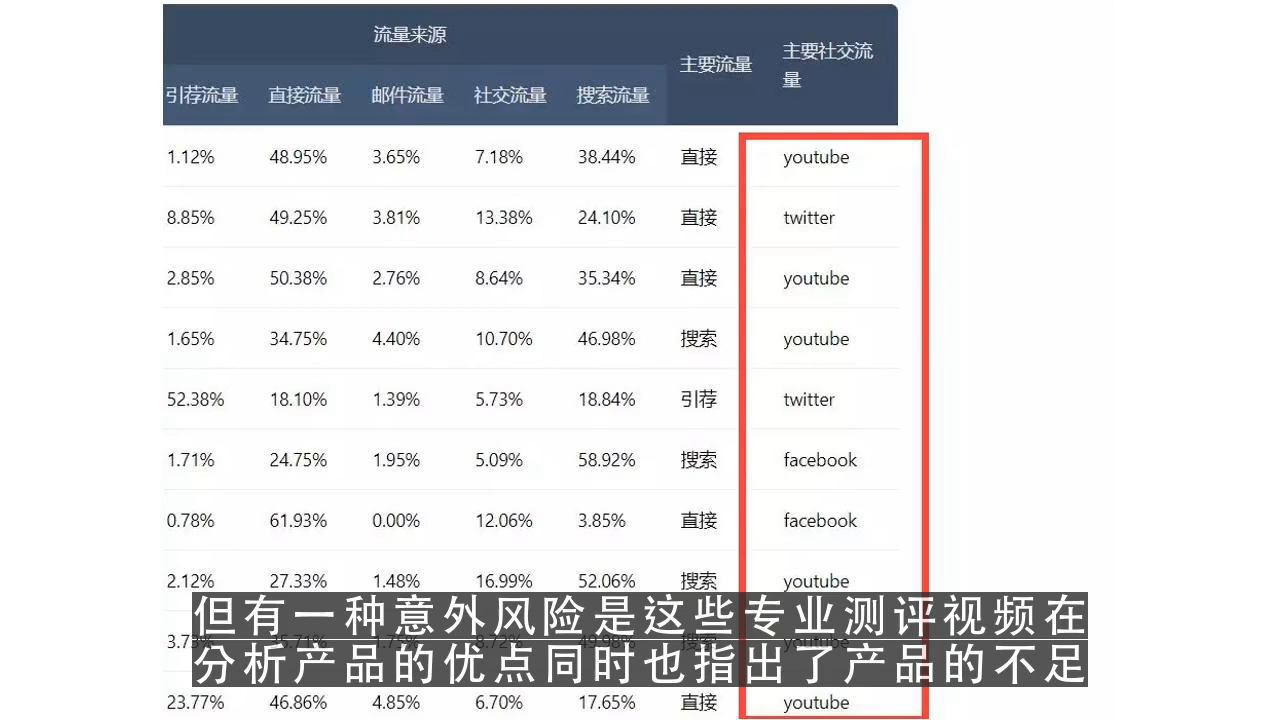 流量来源
主要流量
主要社交流
量
引荐流量 直接流量 邮件流量 社交流量 搜索流量
1.12% 48.95% 3.65% 7.18% 38.44% 直接 youtube
8.85% 49.25% 3.81% 13.38% 24.10% 直接 twitter
2.85% 50.38% 2.76% 8.64% 35.34% 直接 youtube
1.65% 34.75% 4.40% 10.70% 46.98% 搜索 youtube
52.38% 18.10% 1.39% 5.73% 18.84% 引荐 twitter
1.71% 24.75% 1.95% 5.09% 58.92% 搜索 facebook
0.78% 61.93% 0.00% 12.06% 3.85% 直接 facebook
2.12% 27.33% 1.48% 16.99% 52.06% 搜索 youtube
但有一种意外风险是这些专业测评视频在
youtube
分析产品的优点同时也指出了产品的不足
23.77% 46.86% 4.85% 6.70% 17.65% 直接 youtube